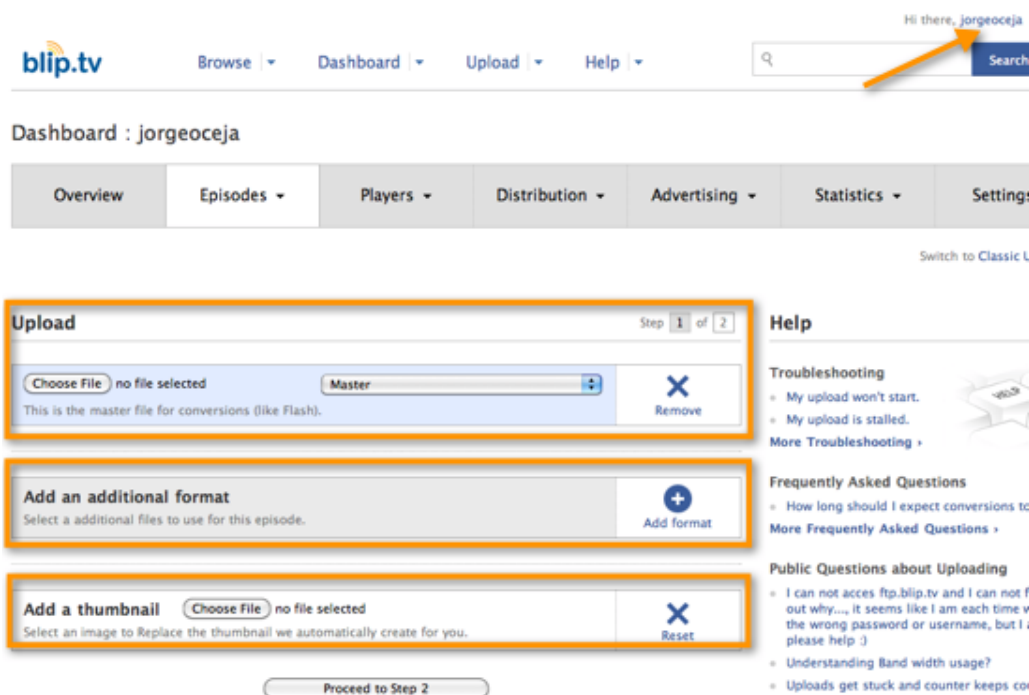 Hi there, jorgeoceja
blip.tv
Browse
Dashboard
Upload
Help
Search
Dashboard : jorgeoceja
Overview
Episodes
Players
Distribution
Advertising
Statistics
Settings
Switch to Classic U
Upload
Step 1 of 2
Choose File no file selected
Master
This is the master file for conversions (like Flash).
Remove
Add an additional format
Select a additional files to use for this episode.
Add format
Add a thumbnail
Choose File no file selected
Select an image to Replace the thumbnail we automatically create for you.
Reset
Proceed to Step 2
Help
HELP
Troubleshooting
My upload won't start.
My upload is stalled.
More Troubleshooting ›
Frequently Asked Questions
How long should I expect conversions to
More Frequently Asked Questions ›
Public Questions about Uploading
I can not acces ftp.blip.tv and I can not f
out why..., it seems like I am each time w
the wrong password or username, but I a
please help :)
Understanding Band width usage?
Uploads get stuck and counter keeps cou